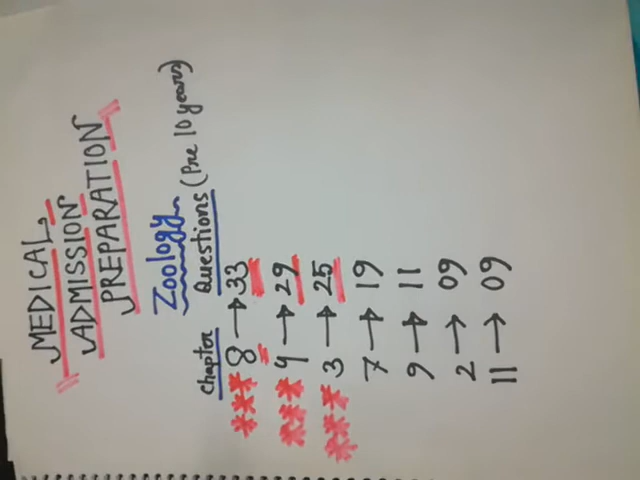 MEDICAL
ADMISSION
PREPARATION
Zoology
Chapter Questions (Pre 10 years)
*** 8 → 33
*** 4 → 29
*** 3 → 25
7 → 19
9 → 11
2 → 09
11 → 09